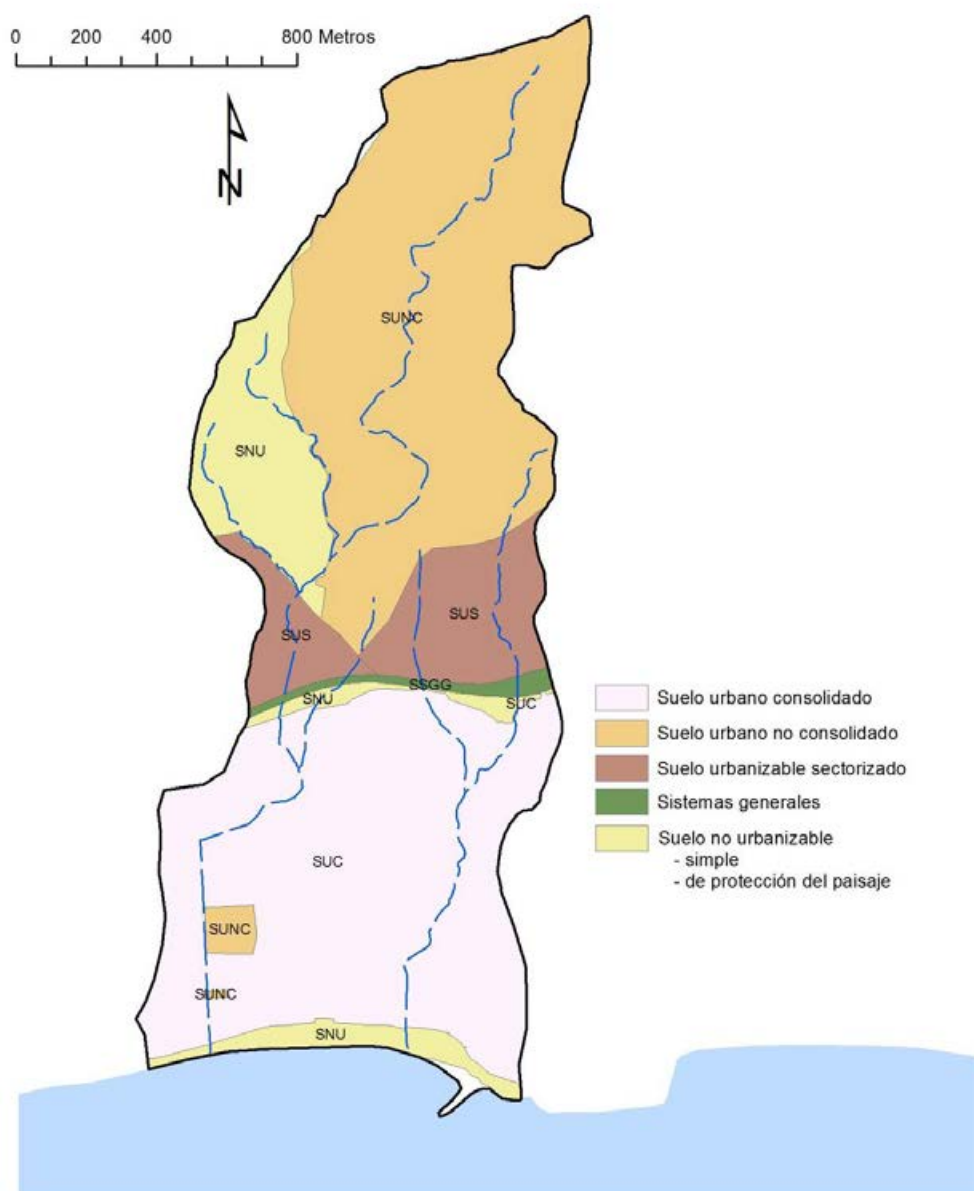 0 200 400 800 Metros
N
SUNC
SNU
SUS
SUS
SSGG
SNU
SUC
Suelo urbano consolidado
Suelo urbano no consolidado
Suelo urbanizable sectorizado
Sistemas generales
Suelo no urbanizable
- simple
- de protección del paisaje
SUC
SUNC
SUNC
SNU